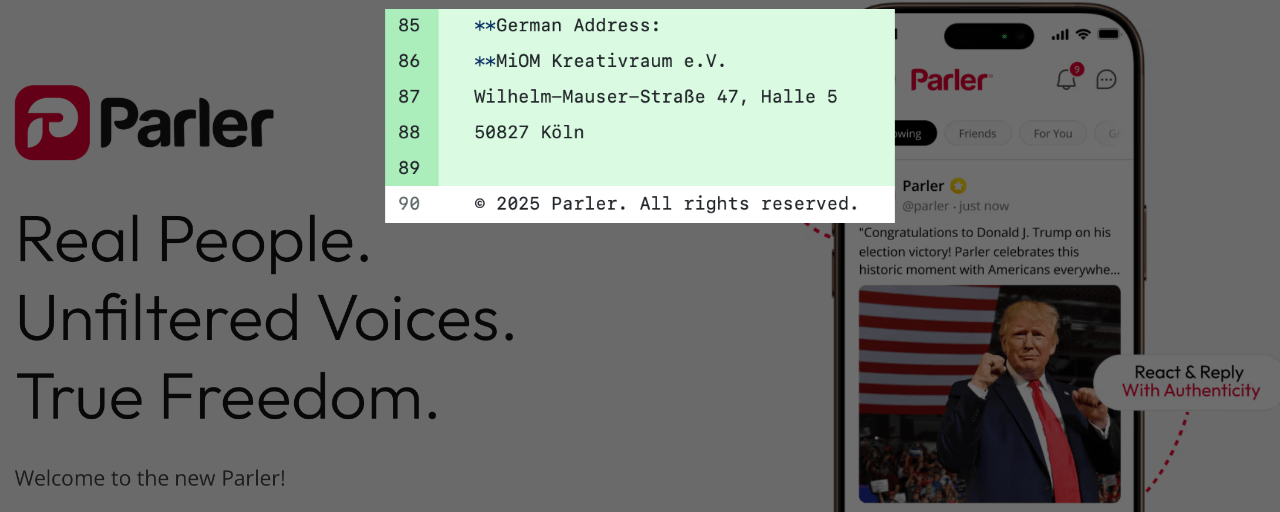 85 **German Address:
86 **MiOM Kreativraum e.V.
87 Wilhelm-Mauser-Straße 47, Halle 5
88 50827 Köln
89
90 © 2025 Parler. All rights reserved.
Parler
Real People.
Unfiltered Voices.
True Freedom.
Welcome to the new Parler!
Parler
9
Friends
For You
Parler
@parler · just now
"Congratulations to Donald J. Trump on his
election victory! Parler celebrates this
historic moment with Americans everywhe...
React & Reply
With Authenticity